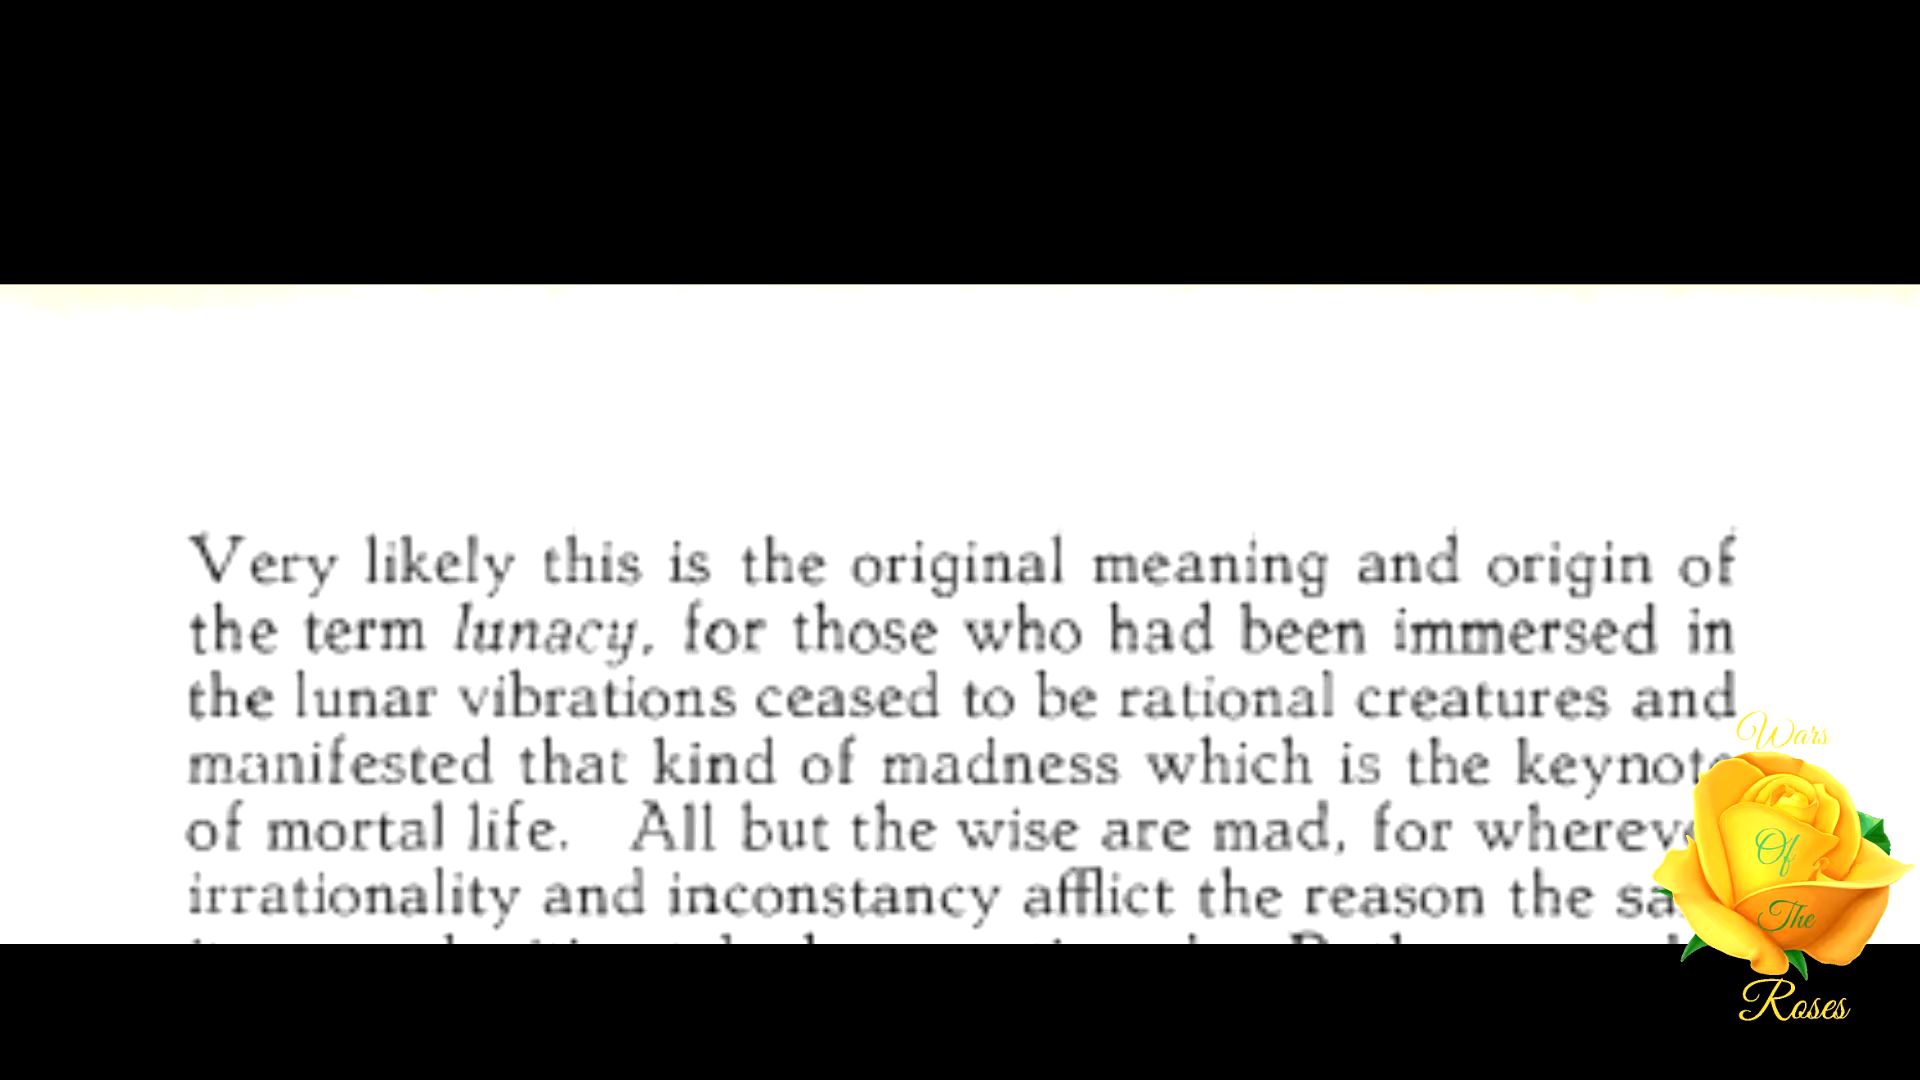 Very likely this is the original meaning and origin of
the term lunacy, for those who had been immersed in
the lunar vibrations ceased to be rational creatures and
manifested that kind of madness which is the keynote
of mortal life. All but the wise are mad, for
irrationality and inconstancy afflict the reason the
Wars
Of
The
Roses